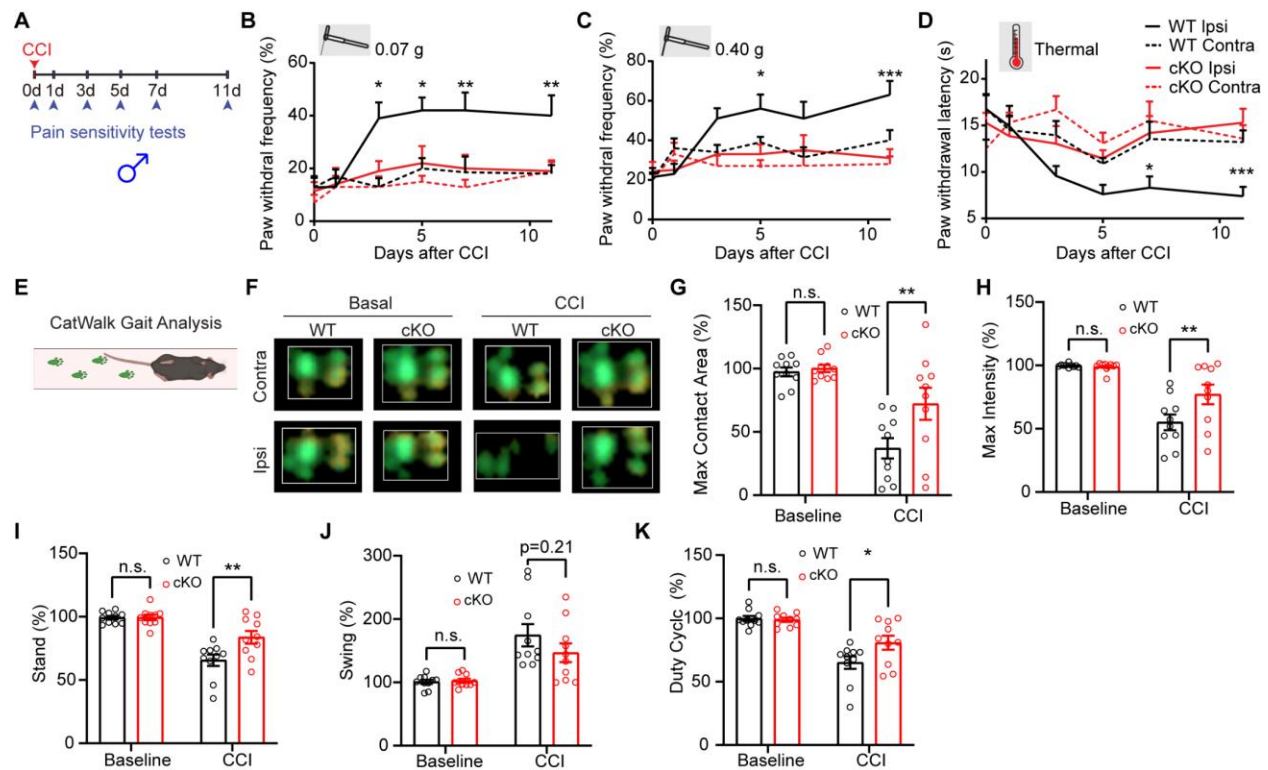 A
CCI
0d 1d 3d 5d 7d 11d
Pain sensitivity tests
B
0.07 g
Paw withdrawal frequency (%)
60
40
20
0
* * ** **
0 5 10
Days after CCI
C
0.40 g
Paw withdrival frequency (%)
80
60
40
20
0
* ***
0 5 10
Days after CCI
D
Thermal
Paw withdrawal latency (s)
20
15
10
5
* ***
0 5 10
Days after CCI
WT Ipsi
WT Contra
cKO Ipsi
cKO Contra
E
CatWalk Gait Analysis
F
Basal CCI
WT cKO WT cKO
Contra
Ipsi
G
Max Contact Area (%)
150
100
50
0
n.s. **
WT
cKO
Baseline CCI
H
Max Intensity (%)
150
100
50
0
n.s. **
WT
cKO
Baseline CCI
I
Stand (%)
150
100
50
0
n.s. **
WT
cKO
Baseline CCI
J
Swing (%)
300
200
100
0
n.s. p=0.21
WT
cKO
Baseline CCI
K
Duty Cyclc (%)
150
100
50
0
n.s. *
WT
cKO
Baseline CCI